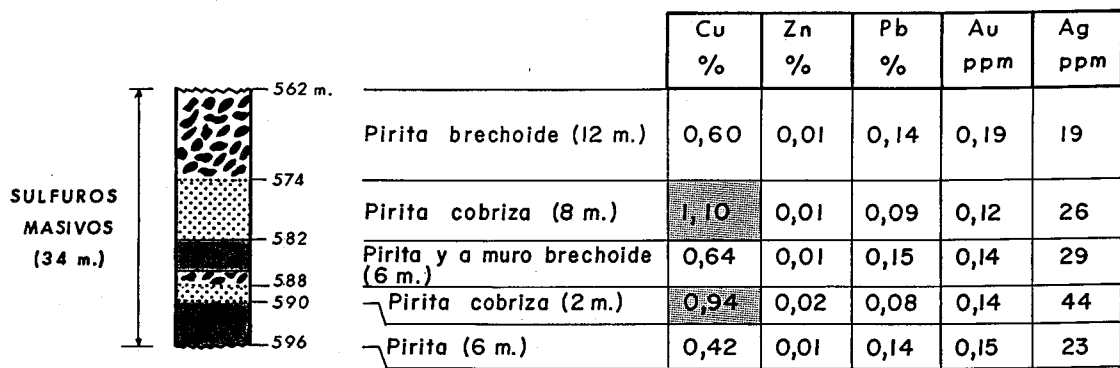 Cu % Zn % Pb % Au ppm Ag ppm
562 m.
Pirita brechoide (12 m.) 0,60 0,01 0,14 0,19 19
574
SULFUROS
MASIVOS
(34 m.)
Pirita cobriza (8 m.) 1,10 0,01 0,09 0,12 26
582
Pirita y a muro brechoide
(6 m.) 0,64 0,01 0,15 0,14 29
588
Pirita cobriza (2 m.) 0,94 0,02 0,08 0,14 44
590
Pirita (6 m.) 0,42 0,01 0,14 0,15 23
596